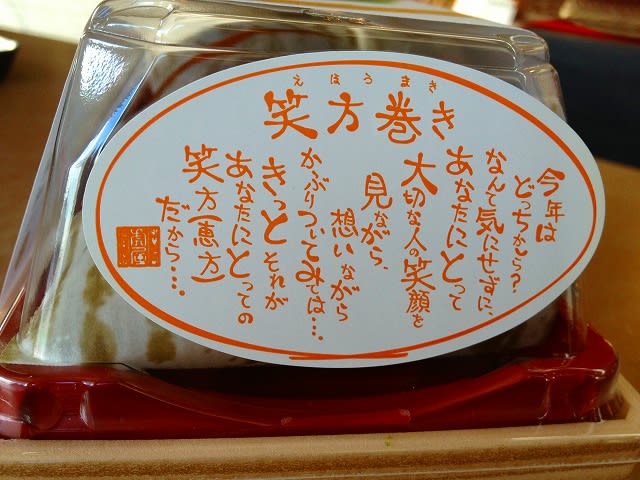 えほうまき
笑方巻き
今年は
どっちかしら？
なんて気にせずに、
あなたにとって
大切な人の笑顔を
見ながら、
想いながら
かぶりついてみては…
きっとそれが
あなたにとっての
笑方(恵方)
だから…．